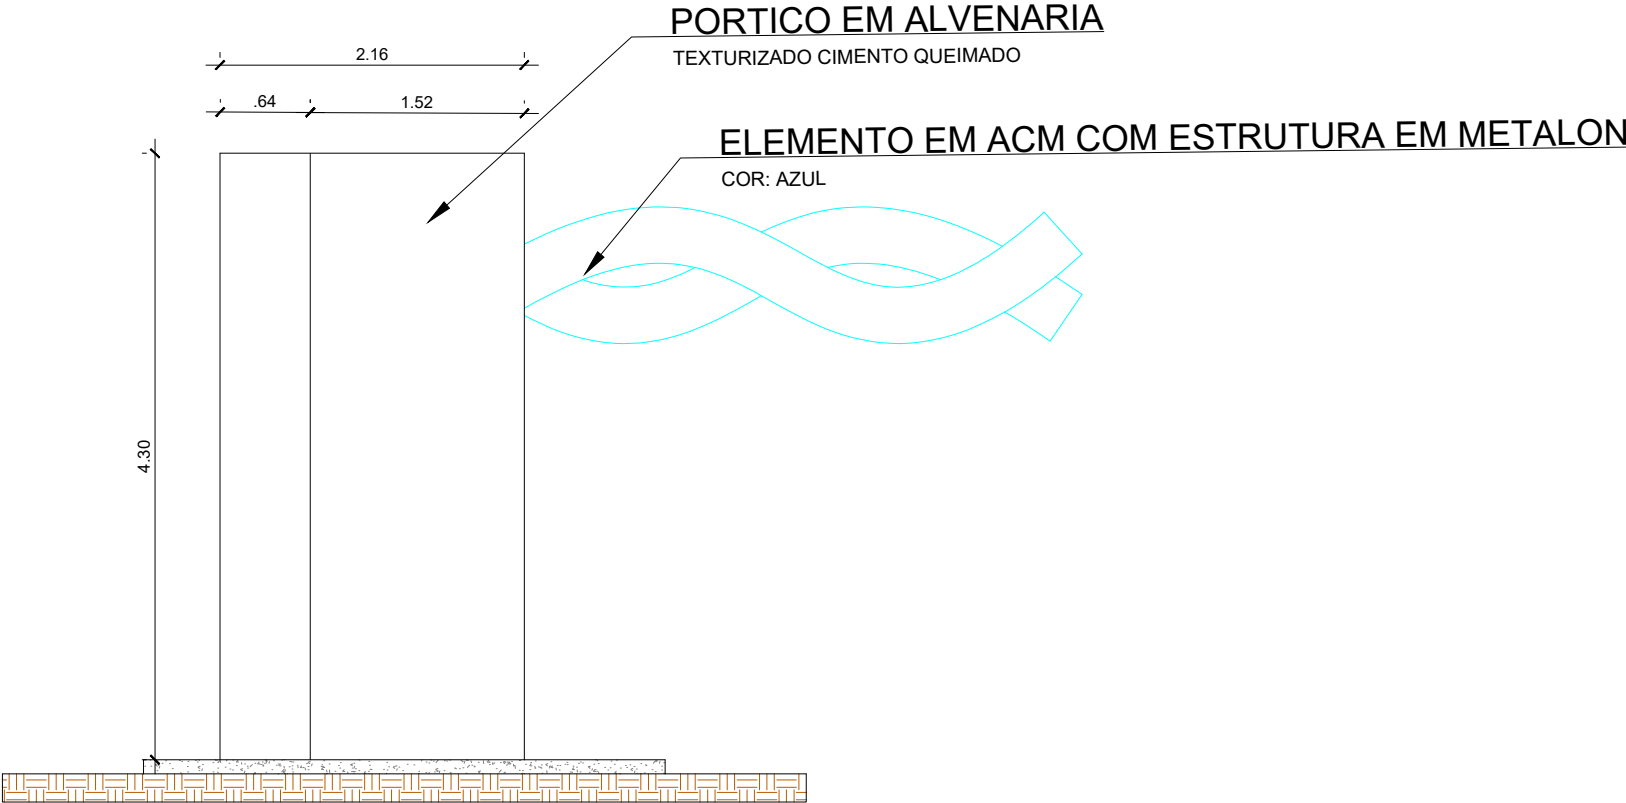 PORTICO EM ALVENARIA
TEXTURIZADO CIMENTO QUEIMADO
2.16
.64
1.52
ELEMENTO EM ACM COM ESTRUTURA EM METALON
COR: AZUL
4.30